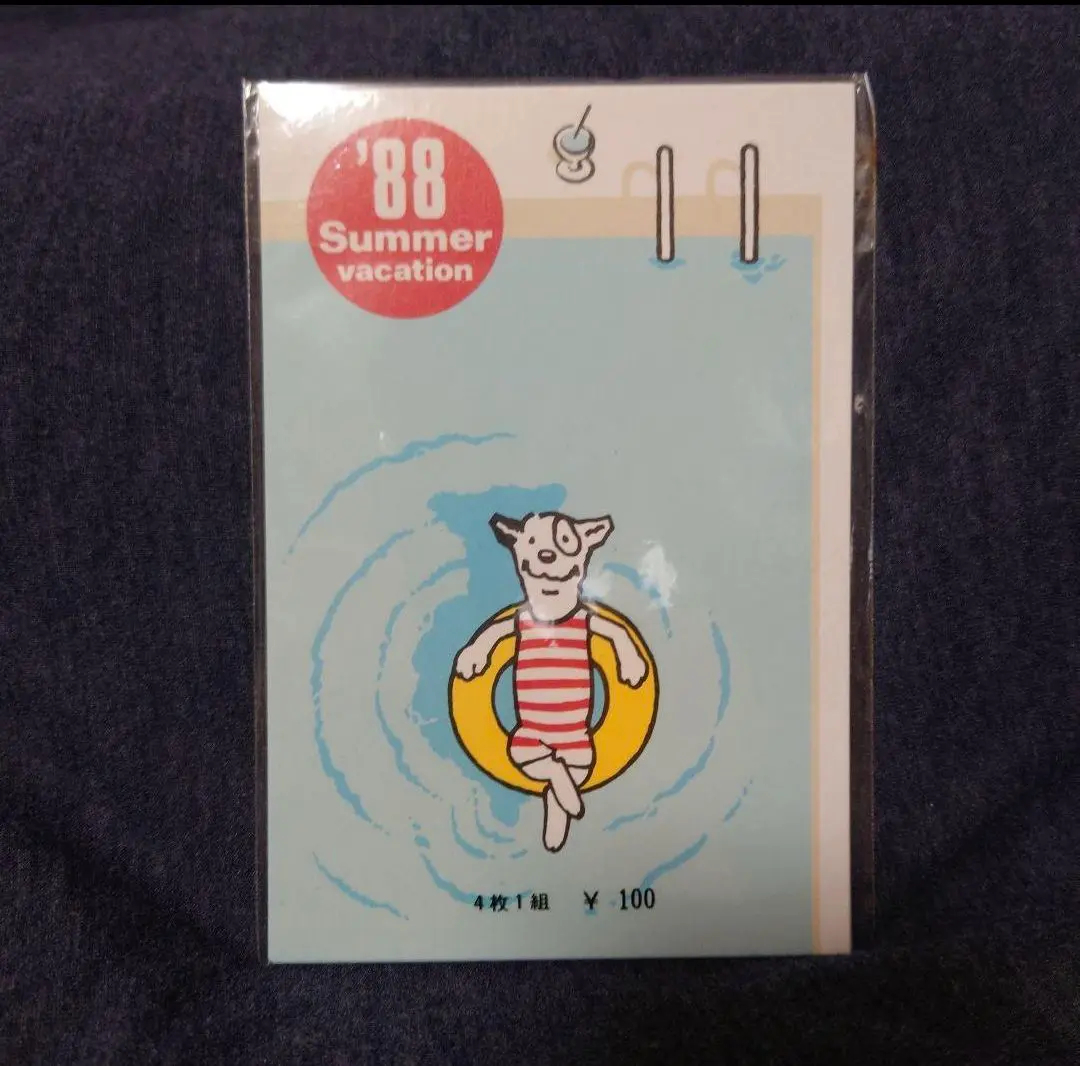 '88
Summer
vacation
4枚1組 ¥ 100